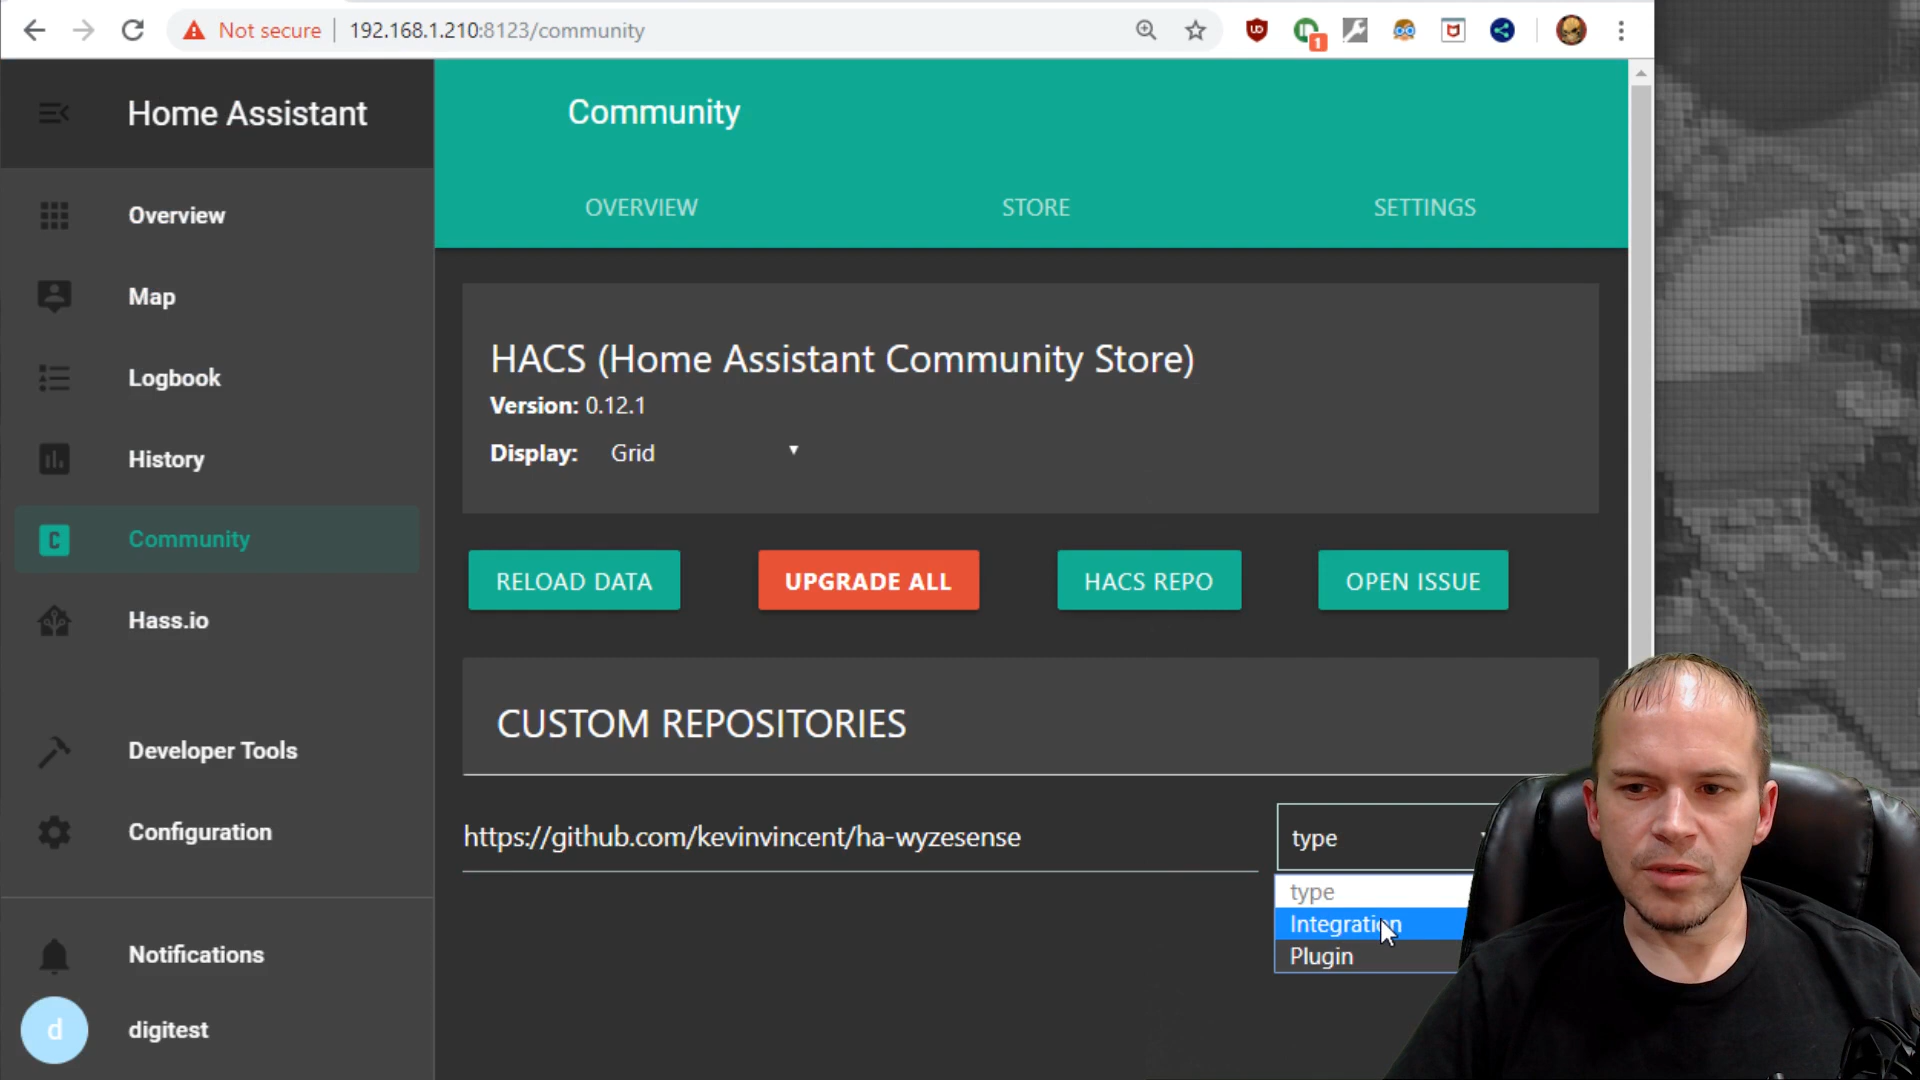 Not secure
192.168.1.210:8123/community
1
Home Assistant
Community
OVERVIEW
STORE
SETTINGS
Overview
Map
Logbook
History
C
Community
Hass.io
Developer Tools
Configuration
Notifications
d
digitest
HACS (Home Assistant Community Store)
Version: 0.12.1
Display:
Grid
RELOAD DATA
UPGRADE ALL
HACS REPO
OPEN ISSUE
CUSTOM REPOSITORIES
https://github.com/kevinvincent/ha-wyzesense
type
type
Integration
Plugin